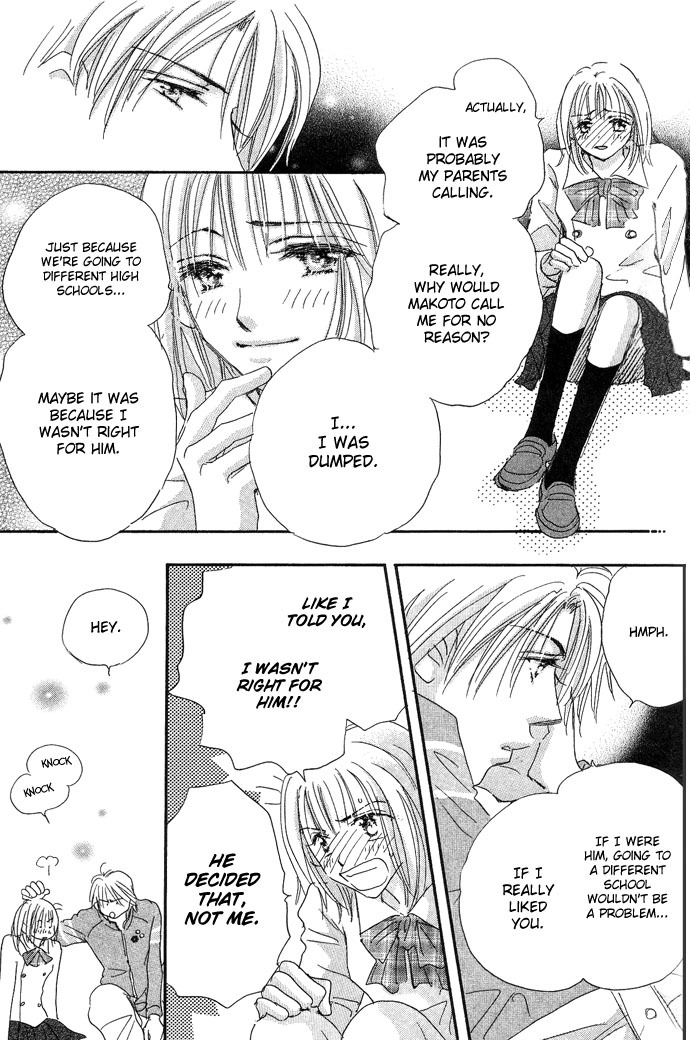 ACTUALLY,
IT WAS
PROBABLY
MY PARENTS
CALLING.
REALLY,
WHY WOULD
MAKOTO CALL
ME FOR NO
REASON?
I...
I WAS
DUMPED.
JUST BECAUSE
WE'RE GOING TO
DIFFERENT HIGH
SCHOOLS...
MAYBE IT WAS
BECAUSE I
WASN'T RIGHT
FOR HIM.
HMPH.
IF I WERE
HIM, GOING TO
A DIFFERENT
SCHOOL
WOULDN'T BE
A PROBLEM...
IF I
REALLY
LIKED
YOU.
LIKE I
TOLD YOU,
I WASN'T
RIGHT FOR
HIM!!
HE
DECIDED
THAT,
NOT ME.
HEY.
KNOCK
KNOCK